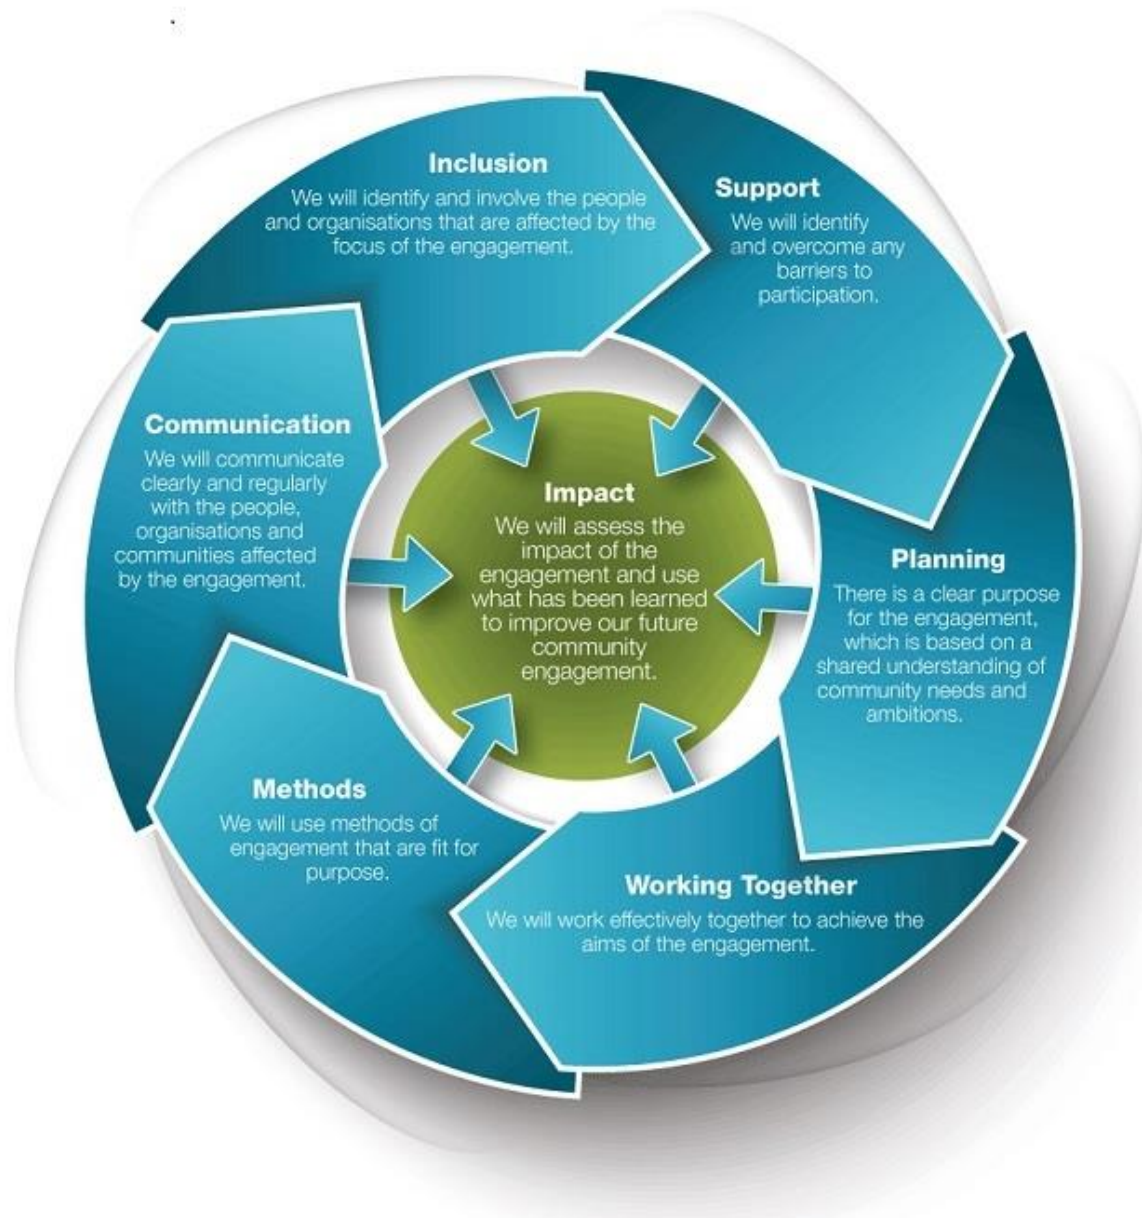 Inclusion
We will identify and involve the people
and organisations that are affected by the
focus of the engagement.
Support
We will identify
and overcome any
barriers to
participation.
Planning
There is a clear purpose
for the engagement,
which is based on a
shared understanding of
community needs and
ambitions.
Working Together
We will work effectively together to achieve the
aims of the engagement.
Methods
We will use methods of
engagement that are fit for
purpose.
Communication
We will communicate
clearly and regularly
with the people,
organisations and
communities affected
by the engagement.
Impact
We will assess the
impact of the
engagement and use
what has been learned
to improve our future
community
engagement.